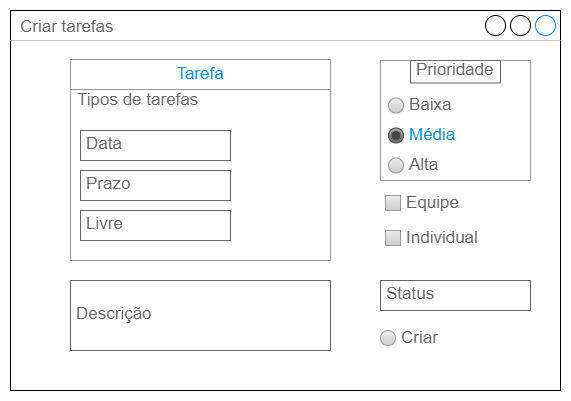 Criar tarefas
Tarefa
Tipos de tarefas
Data
Prazo
Livre
Descrição
Prioridade
Baixa
Média
Alta
Equipe
Individual
Status
Criar